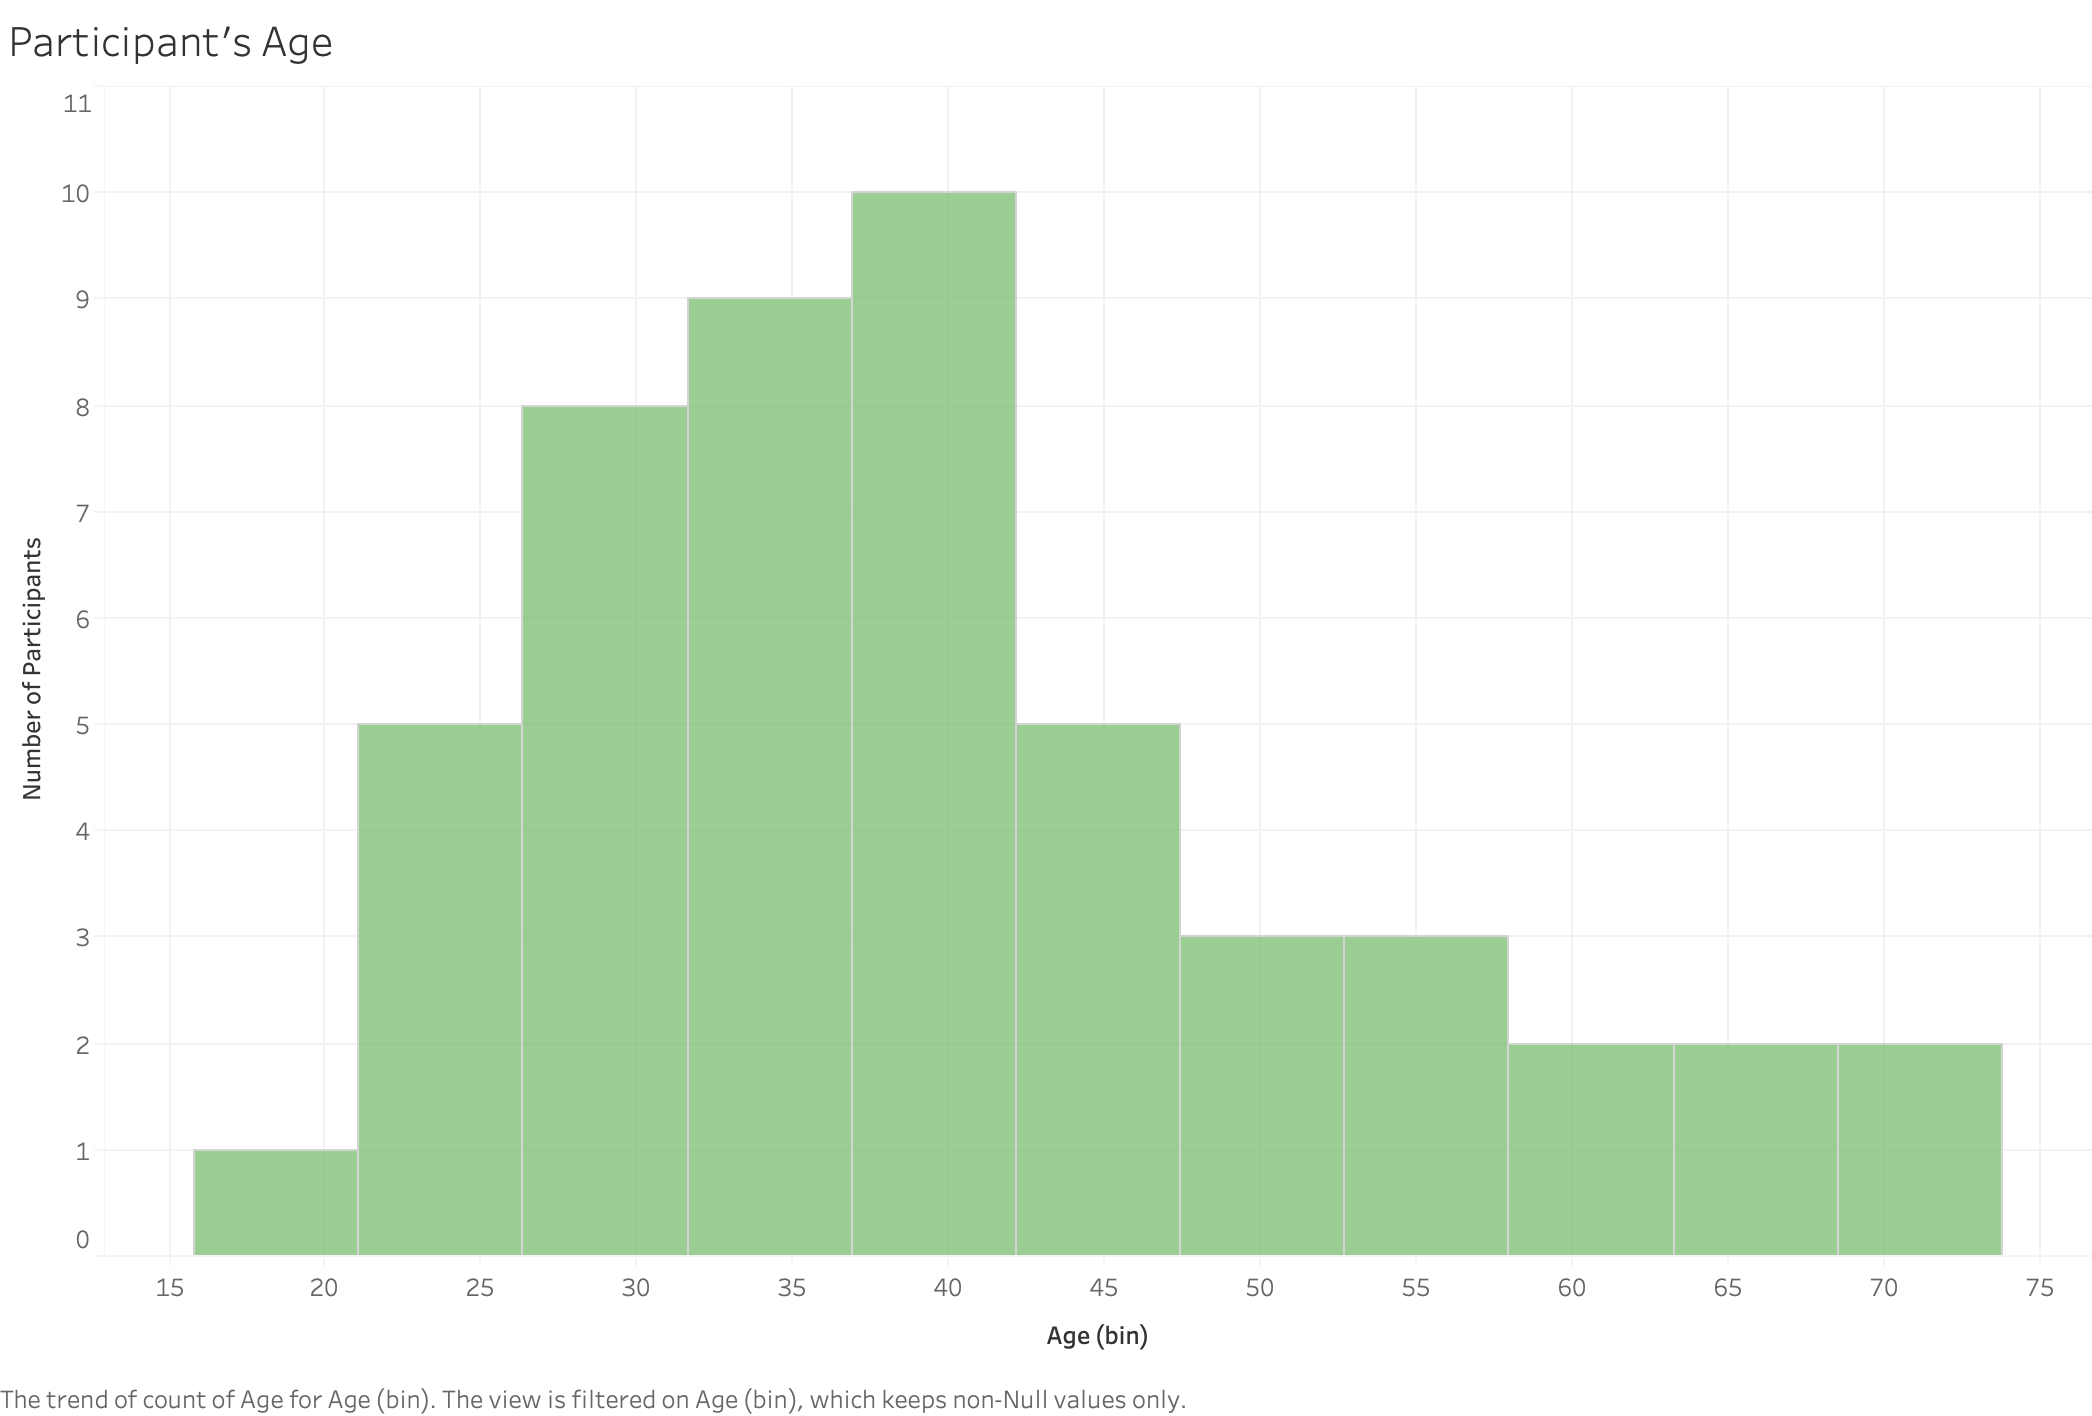 Participant's Age
11
10
9
8
7
6
5
4
3
2
1
0
Number of Participants
15 20 25 30 35 40 45 50 55 60 65 70 75
Age (bin)
The trend of count of Age for Age (bin). The view is filtered on Age (bin), which keeps non-Null values only.